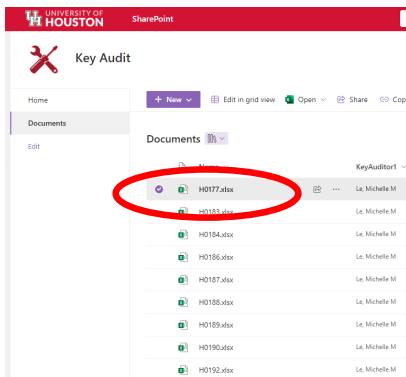 UNIVERSITY OF
HOUSTON SharePoint
Key Audit
Home
Documents
Edit
+ New Edit in grid view Open Share Cop
Documents
Name KeyAuditor1
H0177.xlsx Le, Michelle M
H0183.xlsx Le, Michelle M
H0184.xlsx Le, Michelle M
H0186.xlsx Le, Michelle M
H0187.xlsx Le, Michelle M
H0188.xlsx Le, Michelle M
H0189.xlsx Le, Michelle M
H0190.xlsx Le, Michelle M
H0192.xlsx Le, Michelle M